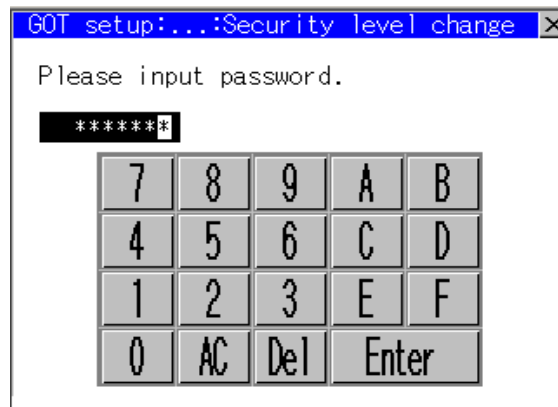 GOT setup:...:Security level change ×
Please input password.
*******
7 8 9 A B
4 5 6 C D
1 2 3 E F
0 AC Del Enter